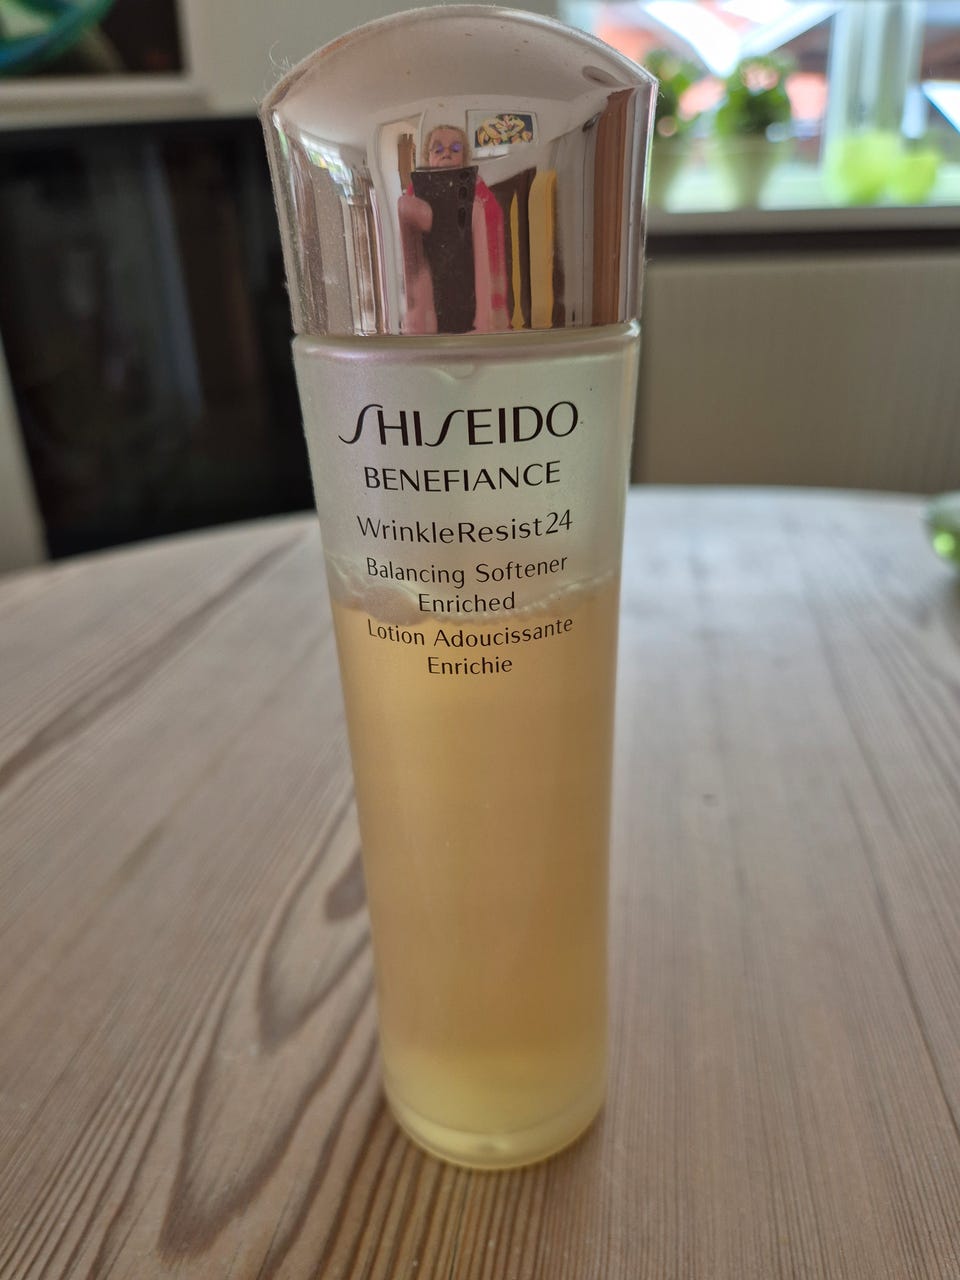 SHISEIDO
BENEFIANCE
WrinkleResist24
Balancing Softener
Enriched
Lotion Adoucissante
Enrichie